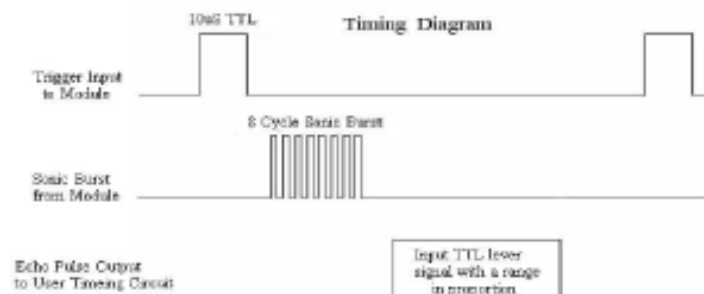 10uS TTL
Timing Diagram
Trigger Input
to Module
8 Cycle Sonic Burst
Sonic Burst
from Module
Echo Pulse Output
to User Timeing Circuit
Input TTL lever
signal with a range
in proportion